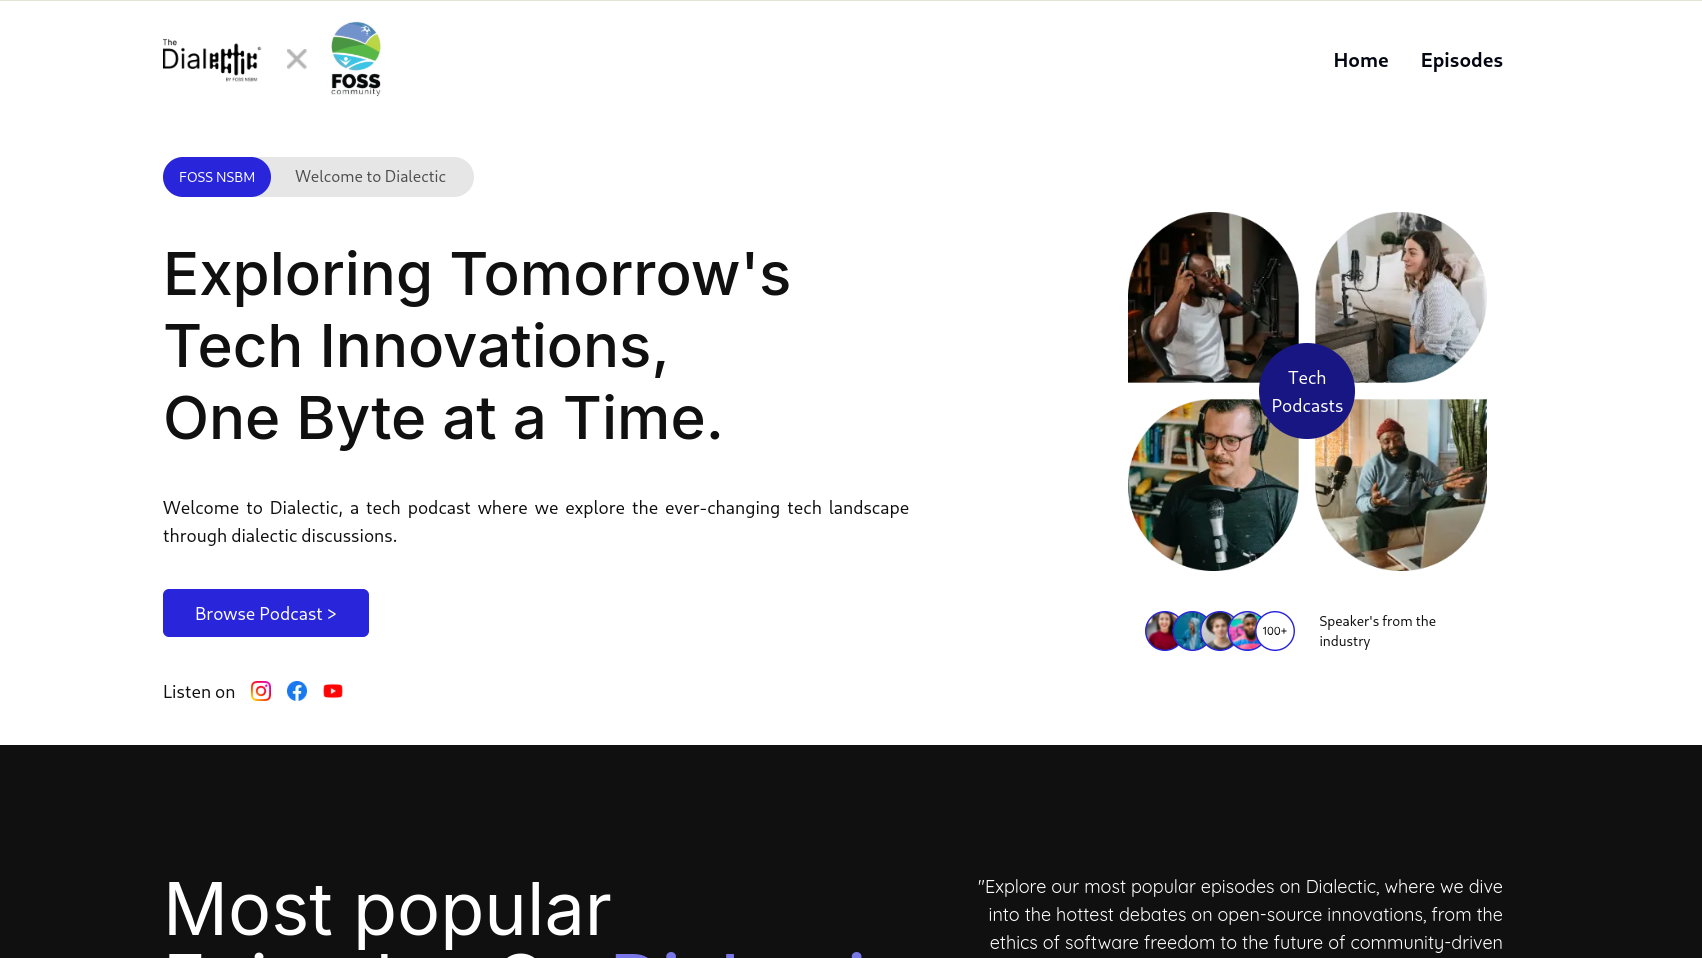 The
Dialectic
BY FOSS NSBM
FOSS
community
Home
Episodes
FOSS NSBM
Welcome to Dialectic
Exploring Tomorrow's
Tech Innovations,
One Byte at a Time.
Welcome to Dialectic, a tech podcast where we explore the ever-changing tech landscape
through dialectic discussions.
Browse Podcast >
Listen on
Tech
Podcasts
100+
Speaker's from the
industry
Most popular
"Explore our most popular episodes on Dialectic, where we dive
into the hottest debates on open-source innovations, from the
ethics of software freedom to the future of community-driven